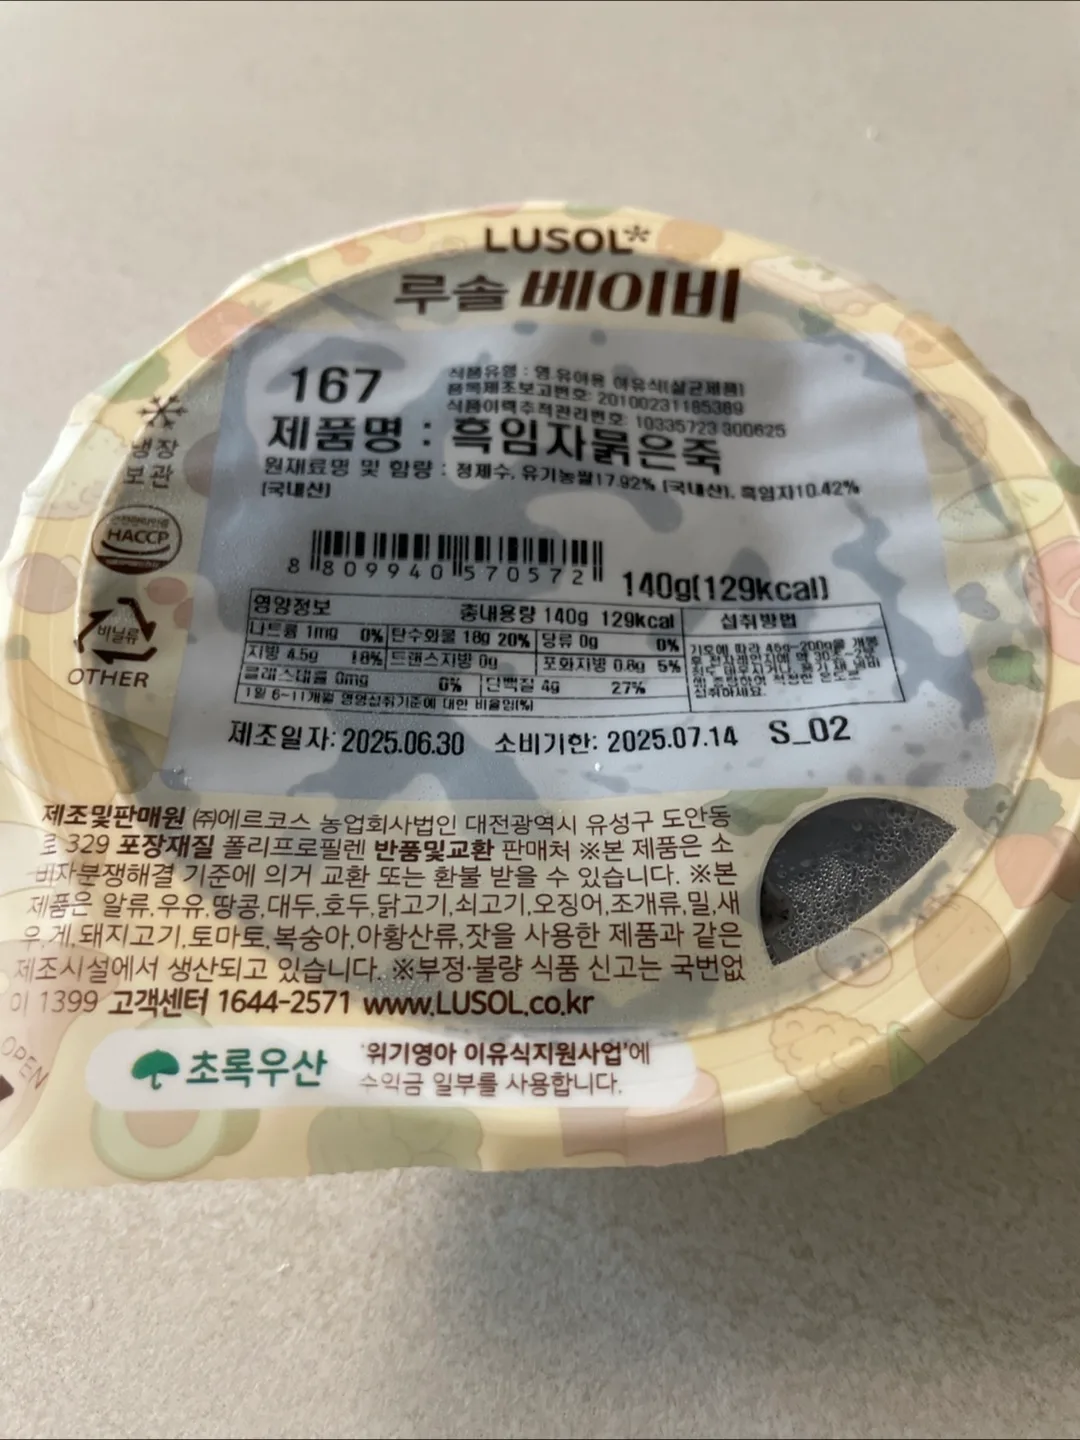 LUSOL*
루솔 베이비
167
식품유형 : 영.유아용 이유식(살균제품)
품목제조보고번호: 20100231185389
식품이력추적관리번호: 10335723 300625
제품명 : 흑임자묽은죽
원재료명 및 함량 : 정제수, 유기농쌀17.92% (국내산), 흑임자10.42%
(국내산)
냉장
보관
HACCP
비닐류
OTHER
8 809940 570572
140g(129kcal)
영양정보 총내용량 140g 129kcal 섭취방법
나트륨 1mg 0% 탄수화물 18g 20% 당류 0g 0%
지방 4.5g 18% 트랜스지방 0g 포화지방 0.8g 5%
콜레스테롤 0mg 0% 단백질 4g 27%
1일 6~11개월 영양섭취기준에 대한 비율임(%)
기호에 따라 45g~200g을 개봉
섭취하세요.
제조일자: 2025.06.30 소비기한: 2025.07.14 S_02
제조및판매원 ㈜에르코스 농업회사법인 대전광역시 유성구 도안동
로 329 포장재질 폴리프로필렌 반품및교환 판매처 ※본 제품은 소
비자분쟁해결 기준에 의거 교환 또는 환불 받을 수 있습니다. ※본
제품은 알류,우유,땅콩,대두,호두,닭고기,쇠고기,오징어,조개류,밀,새
우,게,돼지고기,토마토,복숭아,아황산류,잣을 사용한 제품과 같은
제조시설에서 생산되고 있습니다. ※부정·불량 식품 신고는 국번없
이 1399 고객센터 1644-2571 www.LUSOL.co.kr
OPEN
초록우산
'위기영아 이유식지원사업'에
수익금 일부를 사용합니다.